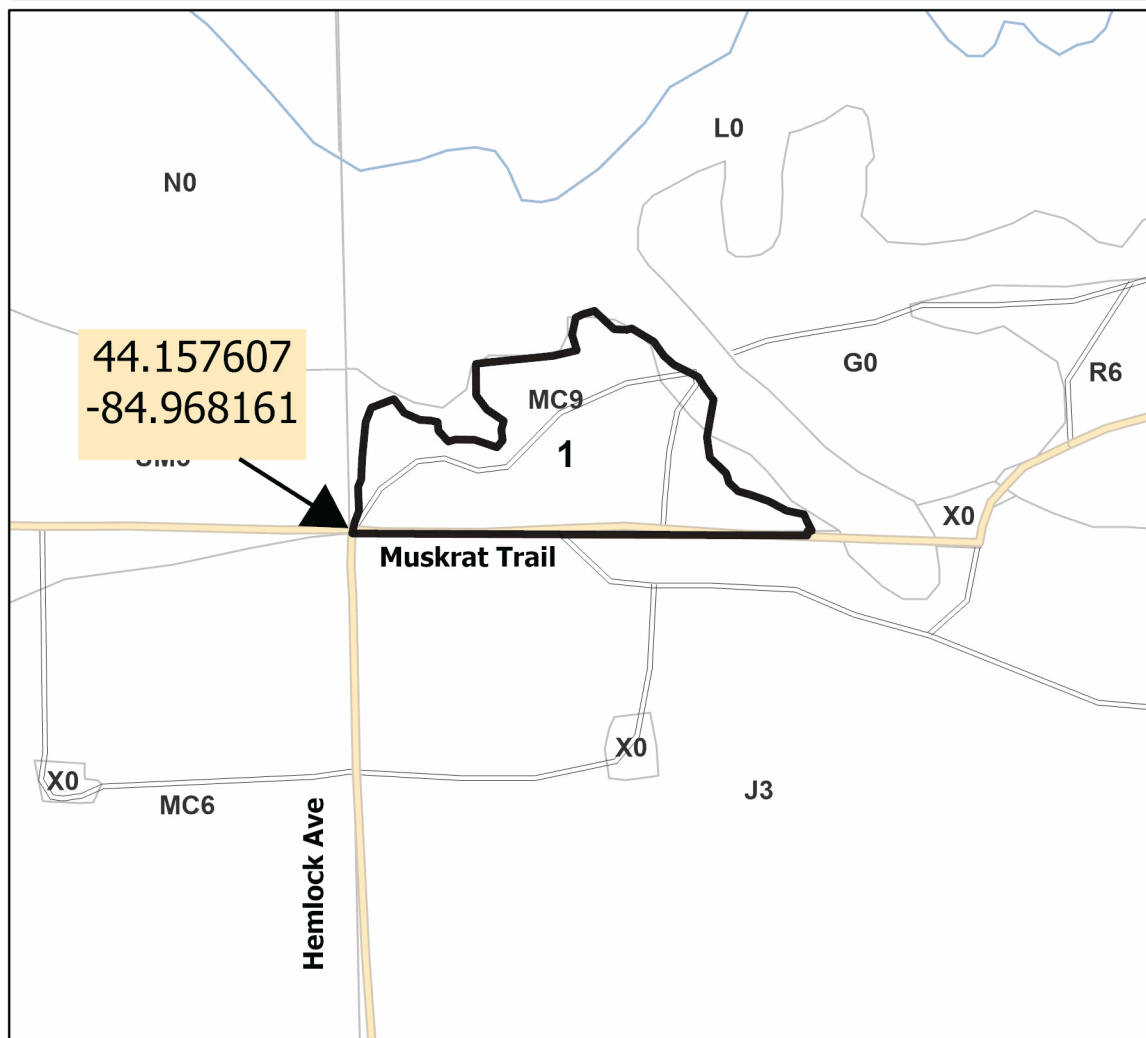 L0
N0
44.157607
-84.968161
G0
R6
MC9
1
X0
Muskrat Trail
X0
X0
J3
MC6
Hemlock Ave